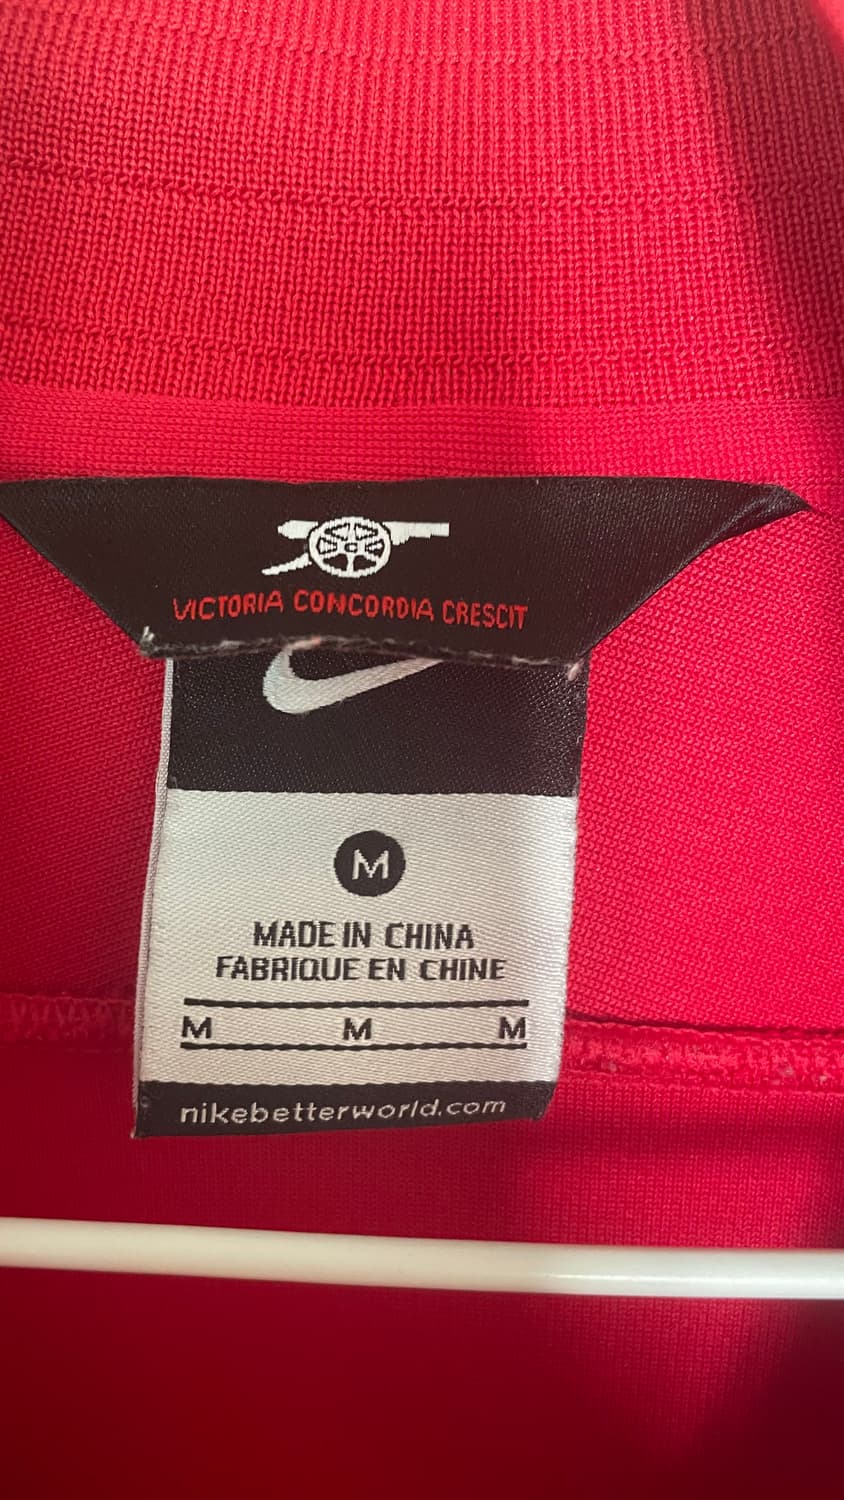 VICTORIA CONCORDIA CRESCIT
M
MADE IN CHINA
FABRIQUE EN CHINE
M M M
nikebetterworld.com